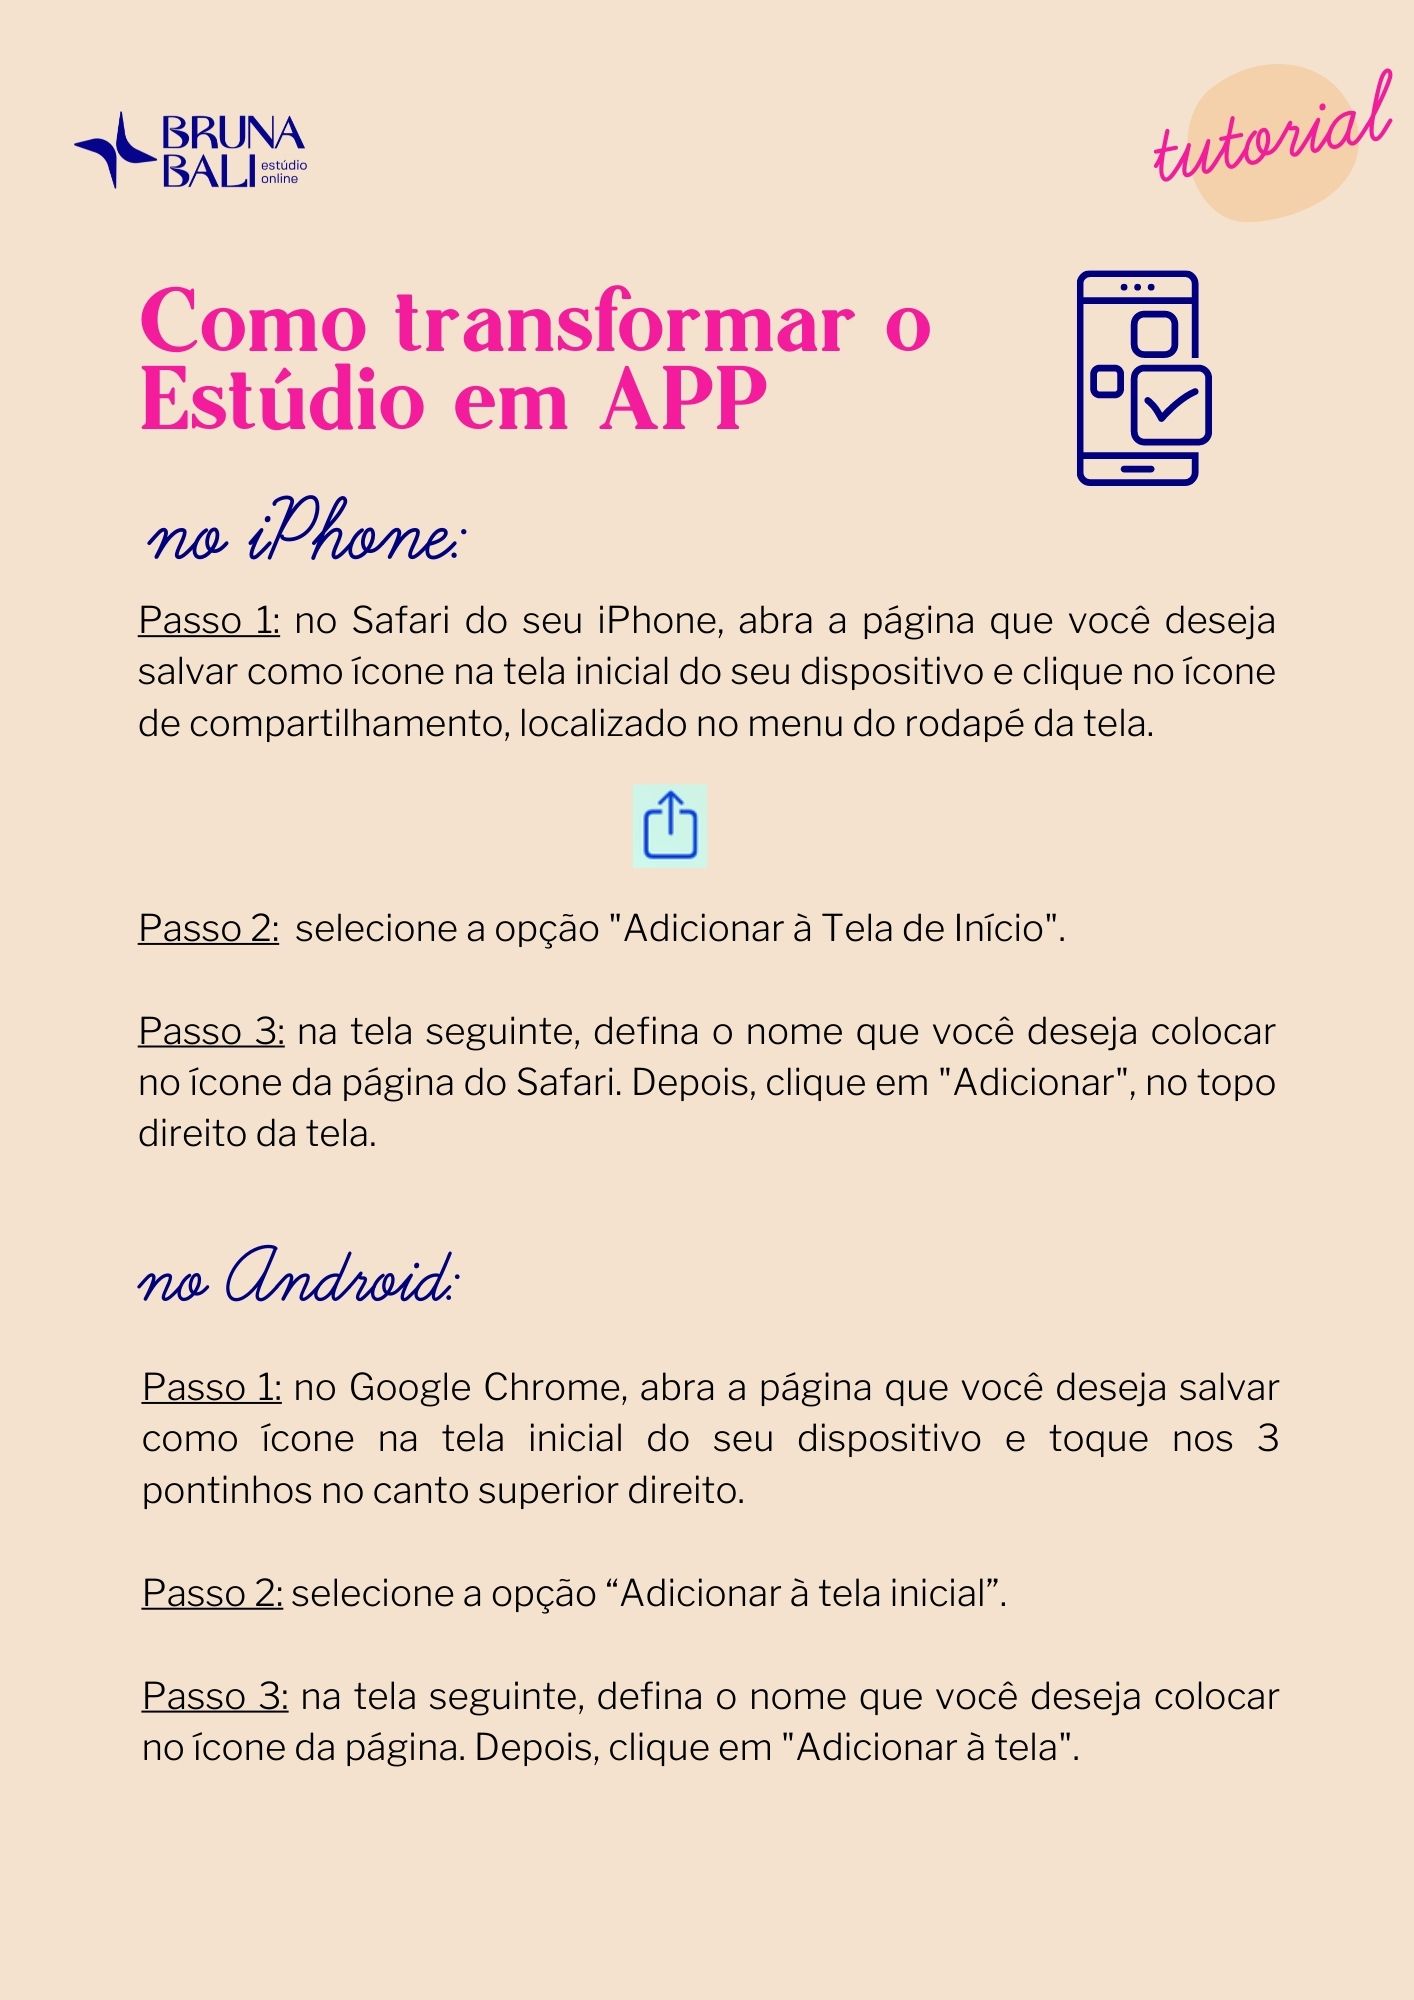 BRUNA
BALI estúdio
online
tutorial
Como transformar o
Estúdio em APP
no iPhone:
Passo 1: no Safari do seu iPhone, abra a página que você deseja
salvar como ícone na tela inicial do seu dispositivo e clique no ícone
de compartilhamento, localizado no menu do rodapé da tela.
Passo 2: selecione a opção "Adicionar à Tela de Início".
Passo 3: na tela seguinte, defina o nome que você deseja colocar
no ícone da página do Safari. Depois, clique em "Adicionar", no topo
direito da tela.
no Android:
Passo 1: no Google Chrome, abra a página que você deseja salvar
como ícone na tela inicial do seu dispositivo e toque nos 3
pontinhos no canto superior direito.
Passo 2: selecione a opção “Adicionar à tela inicial”.
Passo 3: na tela seguinte, defina o nome que você deseja colocar
no ícone da página. Depois, clique em "Adicionar à tela".